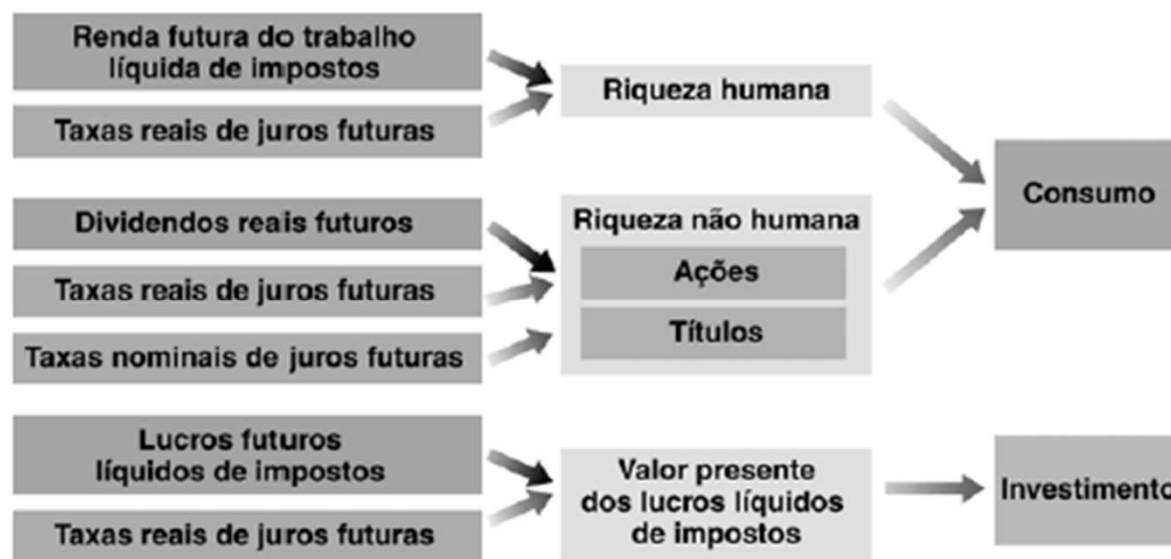 Renda futura do trabalho
líquida de impostos
Taxas reais de juros futuras
Riqueza humana
Dividendos reais futuros
Taxas reais de juros futuras
Taxas nominais de juros futuras
Riqueza não humana
Ações
Títulos
Consumo
Lucros futuros
líquidos de impostos
Taxas reais de juros futuras
Valor presente
dos lucros líquidos
de impostos
Investimento